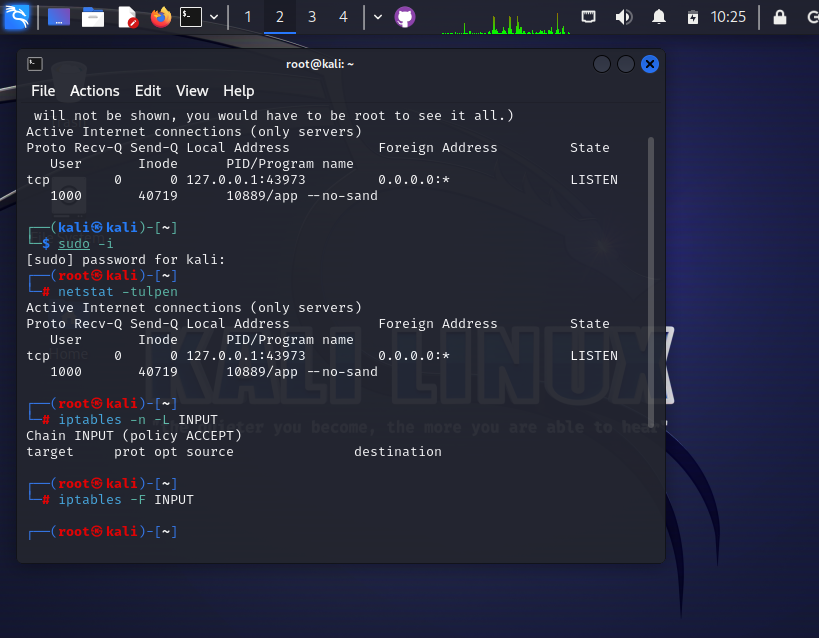 1 2 3 4 10:25
root@kali: ~
File Actions Edit View Help
will not be shown, you would have to be root to see it all.)
Active Internet connections (only servers)
Proto Recv-Q Send-Q Local Address Foreign Address State
User Inode PID/Program name
tcp 0 0 127.0.0.1:43973 0.0.0.0:* LISTEN
1000 40719 10889/app --no-sand
┌──(kali㉿kali)-[~]
└─$ sudo -i
[sudo] password for kali:
┌──(root㉿kali)-[~]
└─# netstat -tulpen
Active Internet connections (only servers)
Proto Recv-Q Send-Q Local Address Foreign Address State
User Inode PID/Program name
tcp 0 0 127.0.0.1:43973 0.0.0.0:* LISTEN
1000 40719 10889/app --no-sand
┌──(root㉿kali)-[~]
└─# iptables -n -L INPUT
Chain INPUT (policy ACCEPT)
target prot opt source destination
┌──(root㉿kali)-[~]
└─# iptables -F INPUT
┌──(root㉿kali)-[~]
Home
KALI LINUX
you become, the more you are able to hear